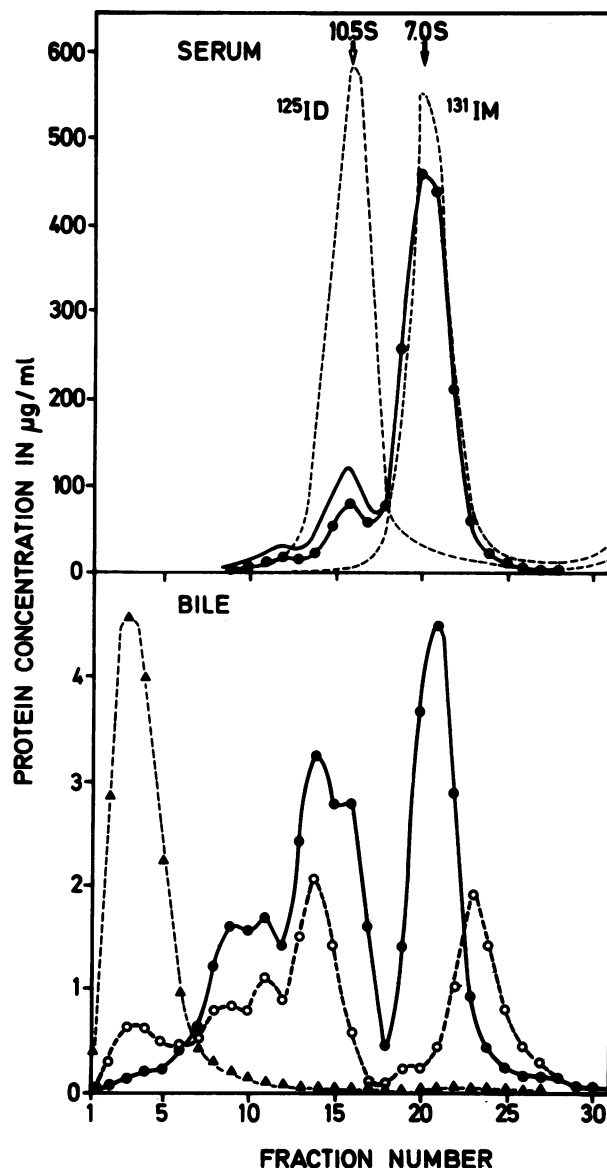 10.5S 7.0S
SERUM
¹²⁵ID ¹³¹IM
600
500
400
300
200
100
0
PROTEIN CONCENTRATION IN µg/ml
BILE
4
3
2
1
0
1 5 10 15 20 25 30
FRACTION NUMBER